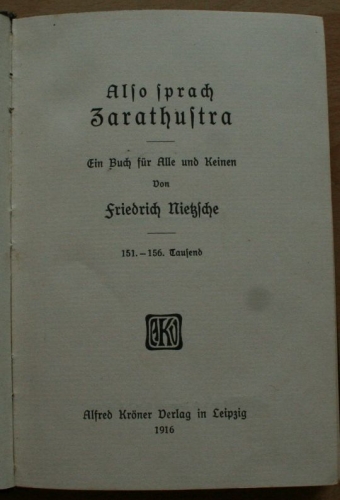 Also sprach
Zarathustra
Ein Buch für Alle und Keinen
Von
Friedrich Nietzsche
151.–156. Tausend
AKV
Alfred Kröner Verlag in Leipzig
1916